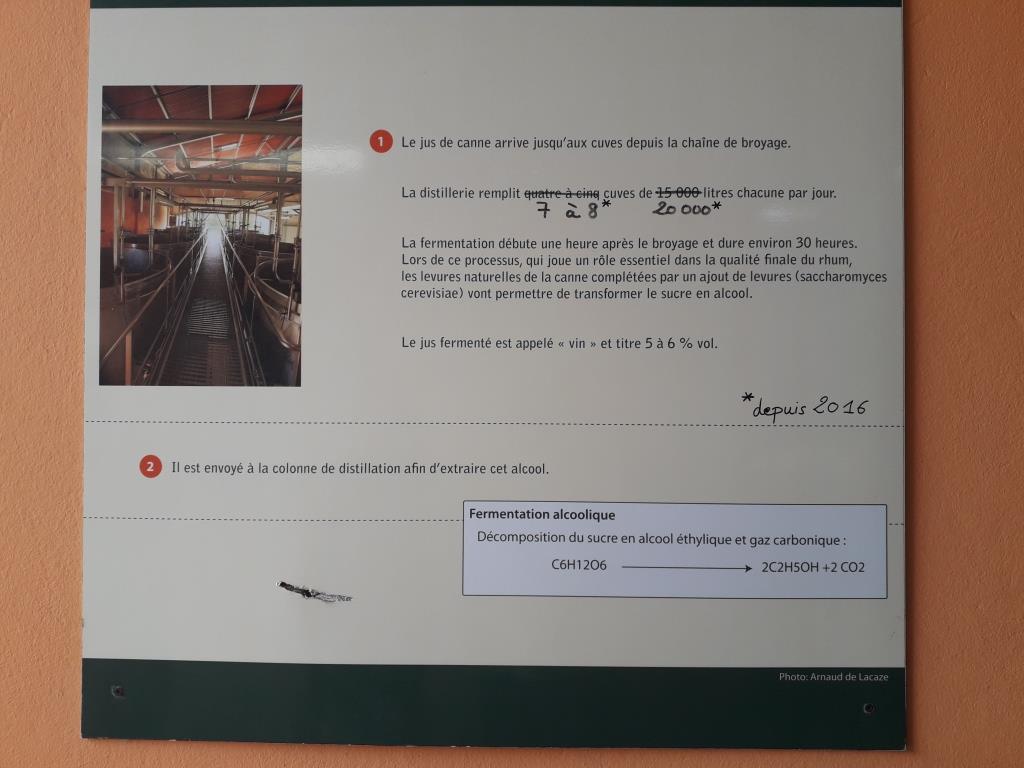 1 Le jus de canne arrive jusqu'aux cuves depuis la chaîne de broyage.
La distillerie remplit quatre à cinq cuves de 15 000 litres chacune par jour.
7 à 8* 20 000*
La fermentation débute une heure après le broyage et dure environ 30 heures.
Lors de ce processus, qui joue un rôle essentiel dans la qualité finale du rhum,
les levures naturelles de la canne complétées par un ajout de levures (saccharomyces
cerevisiae) vont permettre de transformer le sucre en alcool.
Le jus fermenté est appelé « vin » et titre 5 à 6 % vol.
*depuis 2016
2 Il est envoyé à la colonne de distillation afin d'extraire cet alcool.
Fermentation alcoolique
Décomposition du sucre en alcool éthylique et gaz carbonique :
C6H12O6 → 2C2H5OH +2 CO2
Photo: Arnaud de Lacaze